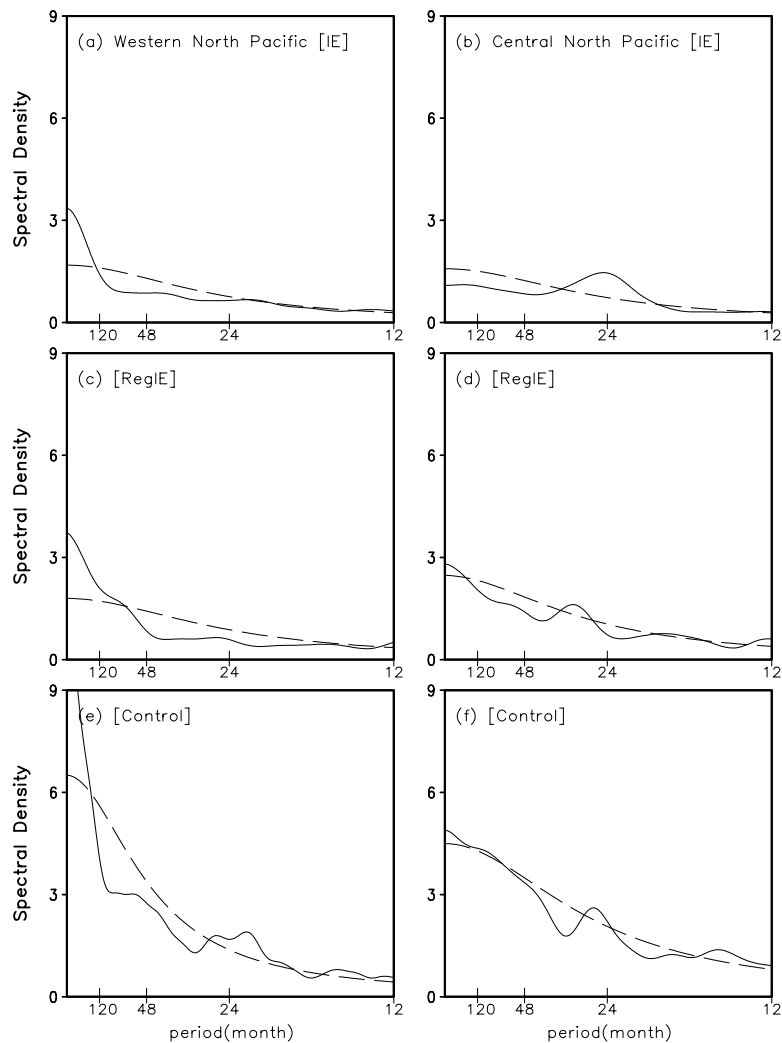 (a) Western North Pacific [IE]
(b) Central North Pacific [IE]
Spectral Density
9
6
3
0
120 48 24 12
9
6
3
0
120 48 24 12
(c) [RegIE]
(d) [RegIE]
Spectral Density
9
6
3
0
120 48 24 12
9
6
3
0
120 48 24 12
(e) [Control]
(f) [Control]
Spectral Density
9
6
3
0
120 48 24 12
period(month)
9
6
3
0
120 48 24 12
period(month)